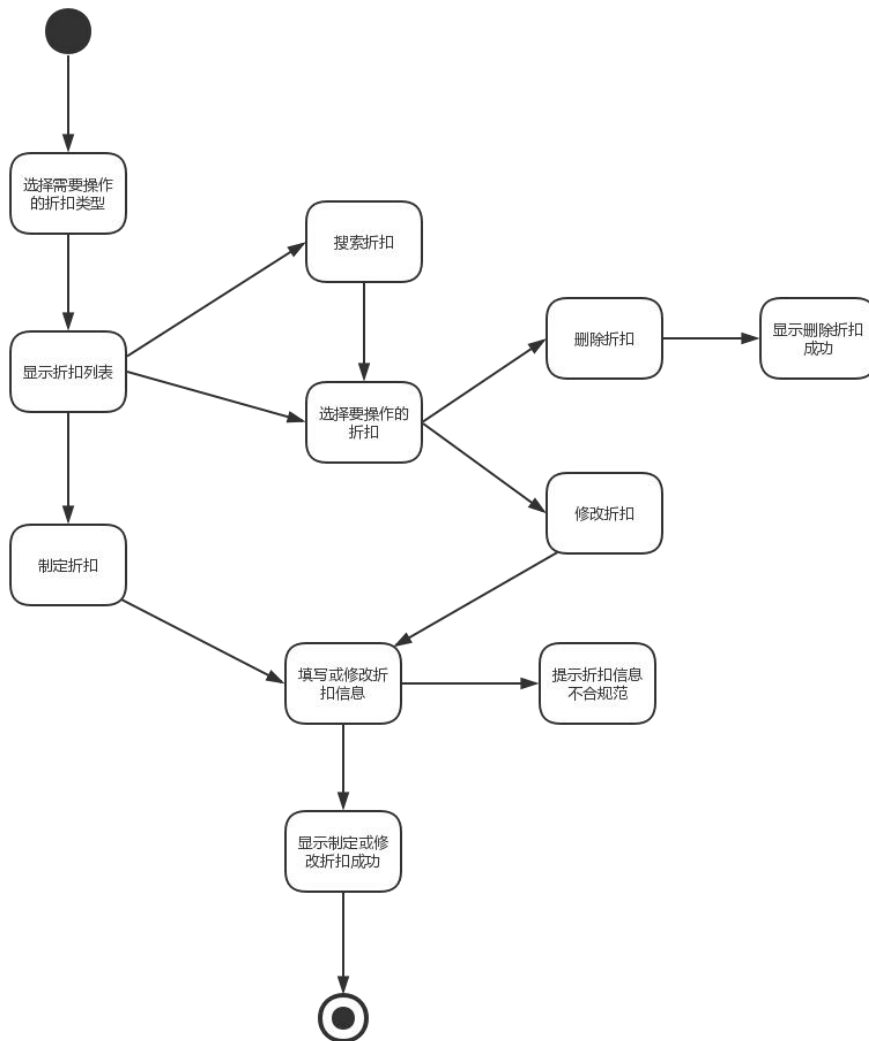 选择需要操作
的折扣类型
搜索折扣
显示折扣列表
选择要操作的
折扣
删除折扣
显示删除折扣
成功
修改折扣
制定折扣
填写或修改折
扣信息
提示折扣信息
不合规范
显示制定或修
改折扣成功